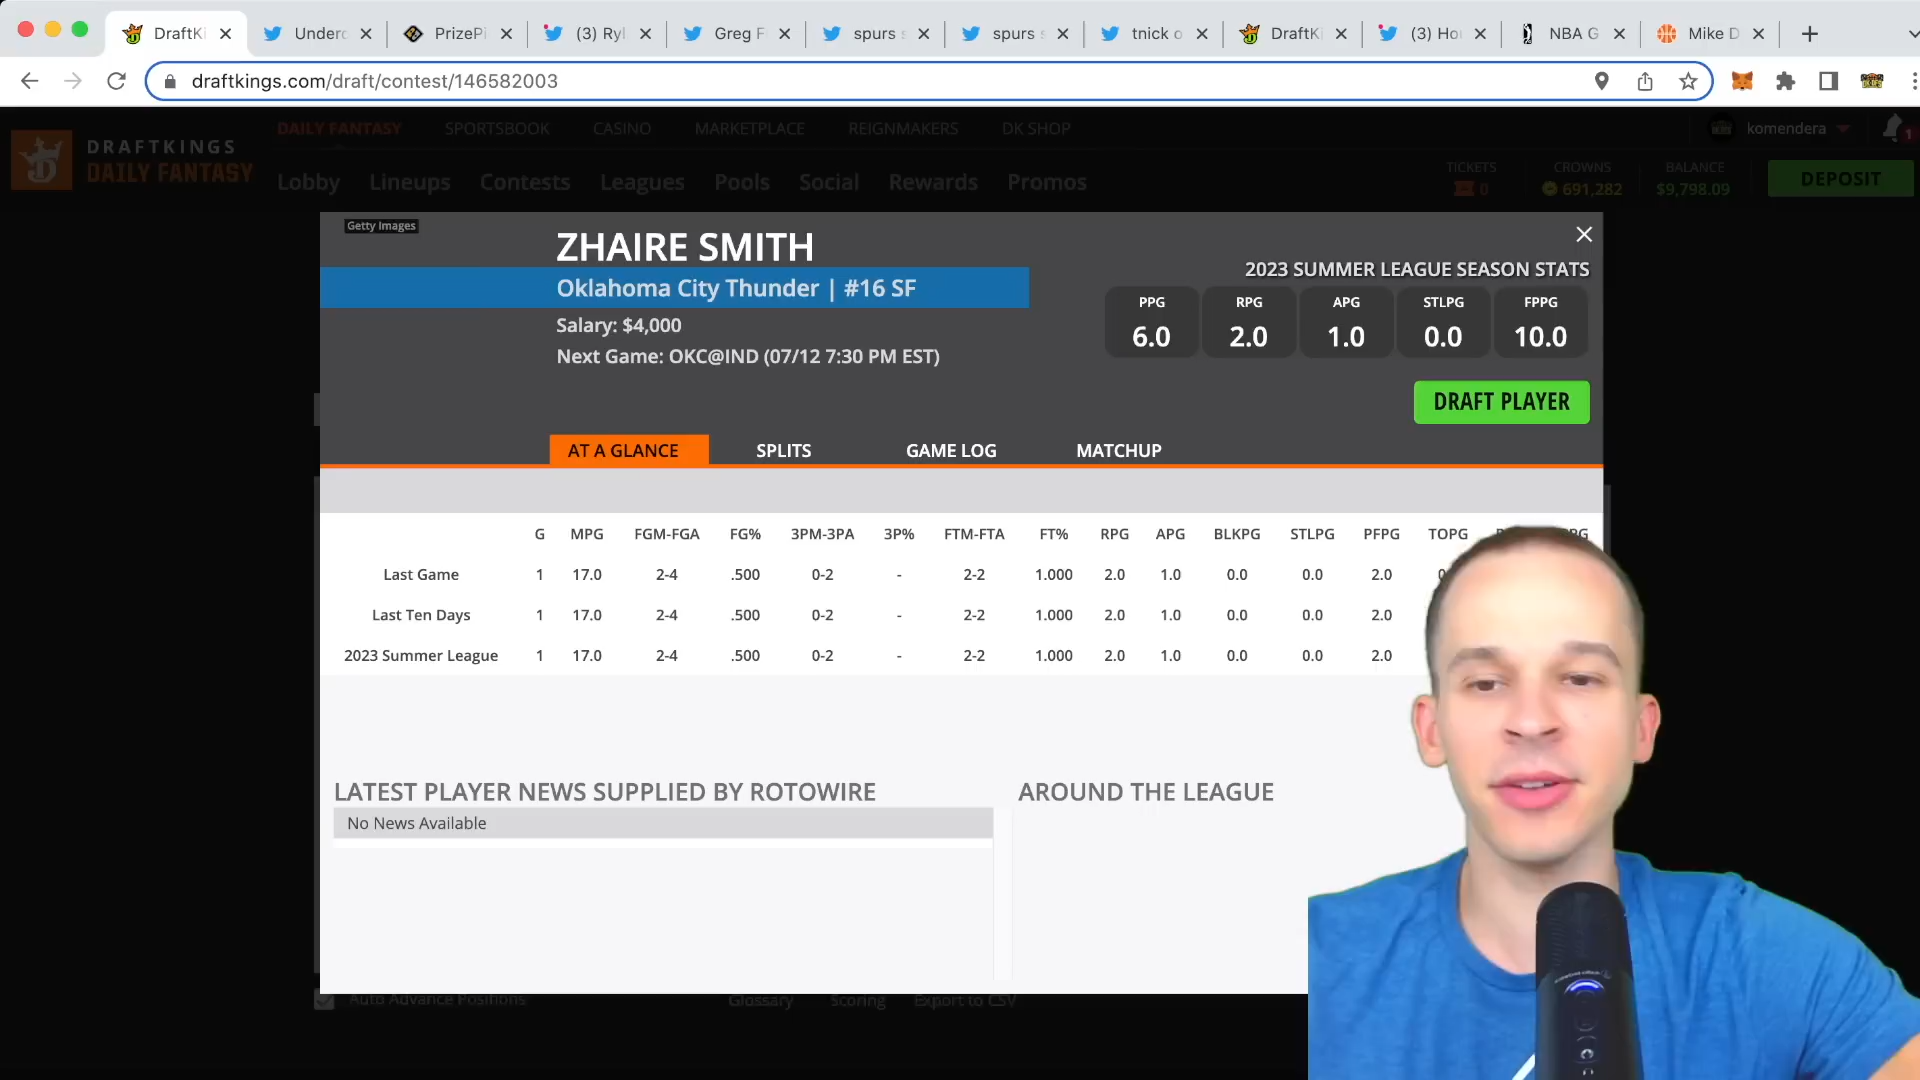 DraftKi
Underc
PrizePi
(3) Ryl
Greg F
spurs s
spurs s
tnick o
DraftKi
(3) Ho
NBA G
Mike D
draftkings.com/draft/contest/146582003
DAILY FANTASY SPORTSBOOK CASINO MARKETPLACE REIGNMAKERS DK SHOP
komendera
1
DRAFTKINGS
DAILY FANTASY
Lobby Lineups Contests Leagues Pools Social Rewards Promos
TICKETS
0
CROWNS
691,282
BALANCE
$9,798.09
DEPOSIT
Getty Images
ZHAIRE SMITH
Oklahoma City Thunder | #16 SF
Salary: $4,000
Next Game: OKC@IND (07/12 7:30 PM EST)
2023 SUMMER LEAGUE SEASON STATS
PPG RPG APG STLPG FPPG
6.0 2.0 1.0 0.0 10.0
DRAFT PLAYER
AT A GLANCE SPLITS GAME LOG MATCHUP
G MPG FGM-FGA FG% 3PM-3PA 3P% FTM-FTA FT% RPG APG BLKPG STLPG PFPG TOPG
Last Game 1 17.0 2-4 .500 0-2 - 2-2 1.000 2.0 1.0 0.0 0.0 2.0
Last Ten Days 1 17.0 2-4 .500 0-2 - 2-2 1.000 2.0 1.0 0.0 0.0 2.0
2023 Summer League 1 17.0 2-4 .500 0-2 - 2-2 1.000 2.0 1.0 0.0 0.0 2.0
LATEST PLAYER NEWS SUPPLIED BY ROTOWIRE
No News Available
AROUND THE LEAGUE
Auto Advance Positions
Glossary Scoring Export to CSV